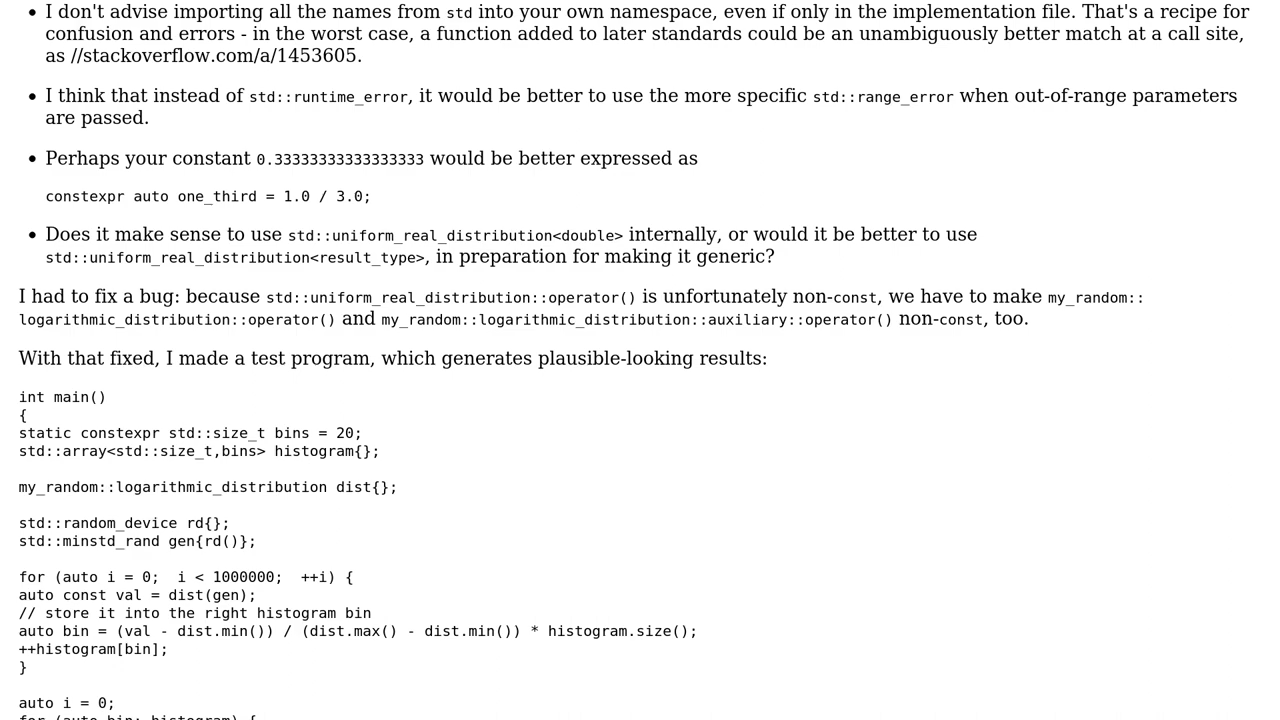 • I don't advise importing all the names from std into your own namespace, even if only in the implementation file. That's a recipe for
confusion and errors - in the worst case, a function added to later standards could be an unambiguously better match at a call site,
as //stackoverflow.com/a/1453605.
• I think that instead of std::runtime_error, it would be better to use the more specific std::range_error when out-of-range parameters
are passed.
• Perhaps your constant 0.33333333333333333 would be better expressed as
constexpr auto one_third = 1.0 / 3.0;
• Does it make sense to use std::uniform_real_distribution<double> internally, or would it be better to use
std::uniform_real_distribution<result_type>, in preparation for making it generic?
I had to fix a bug: because std::uniform_real_distribution::operator() is unfortunately non-const, we have to make my_random::
logarithmic_distribution::operator() and my_random::logarithmic_distribution::auxiliary::operator() non-const, too.
With that fixed, I made a test program, which generates plausible-looking results:
int main()
{
static constexpr std::size_t bins = 20;
std::array<std::size_t,bins> histogram{};
my_random::logarithmic_distribution dist{};
std::random_device rd{};
std::minstd_rand gen{rd()};
for (auto i = 0;  i < 1000000;  ++i) {
auto const val = dist(gen);
// store it into the right histogram bin
auto bin = (val - dist.min()) / (dist.max() - dist.min()) * histogram.size();
++histogram[bin];
}
auto i = 0;
for (auto bin: histogram) {